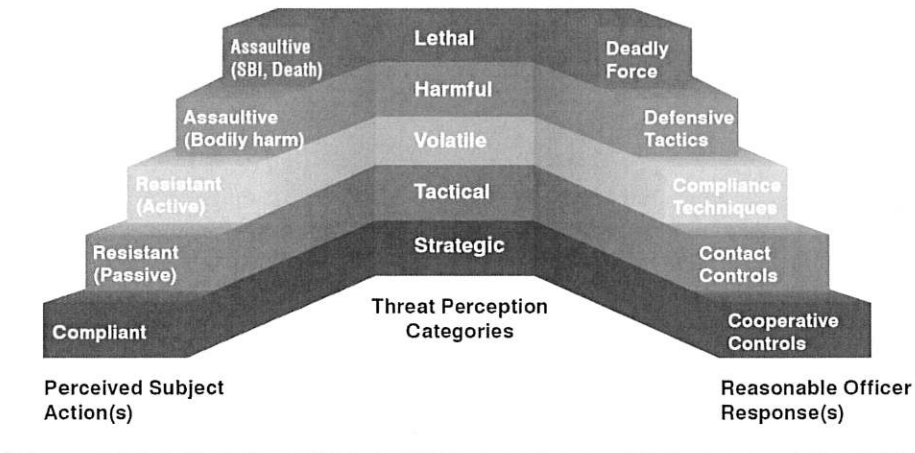 Assaultive
(SBI, Death)
Lethal
Deadly
Force
Assaultive
(Bodily harm)
Harmful
Defensive
Tactics
Resistant
(Active)
Volatile
Compliance
Techniques
Resistant
(Passive)
Tactical
Contact
Controls
Compliant
Strategic
Cooperative
Controls
Threat Perception
Categories
Perceived Subject
Action(s)
Reasonable Officer
Response(s)